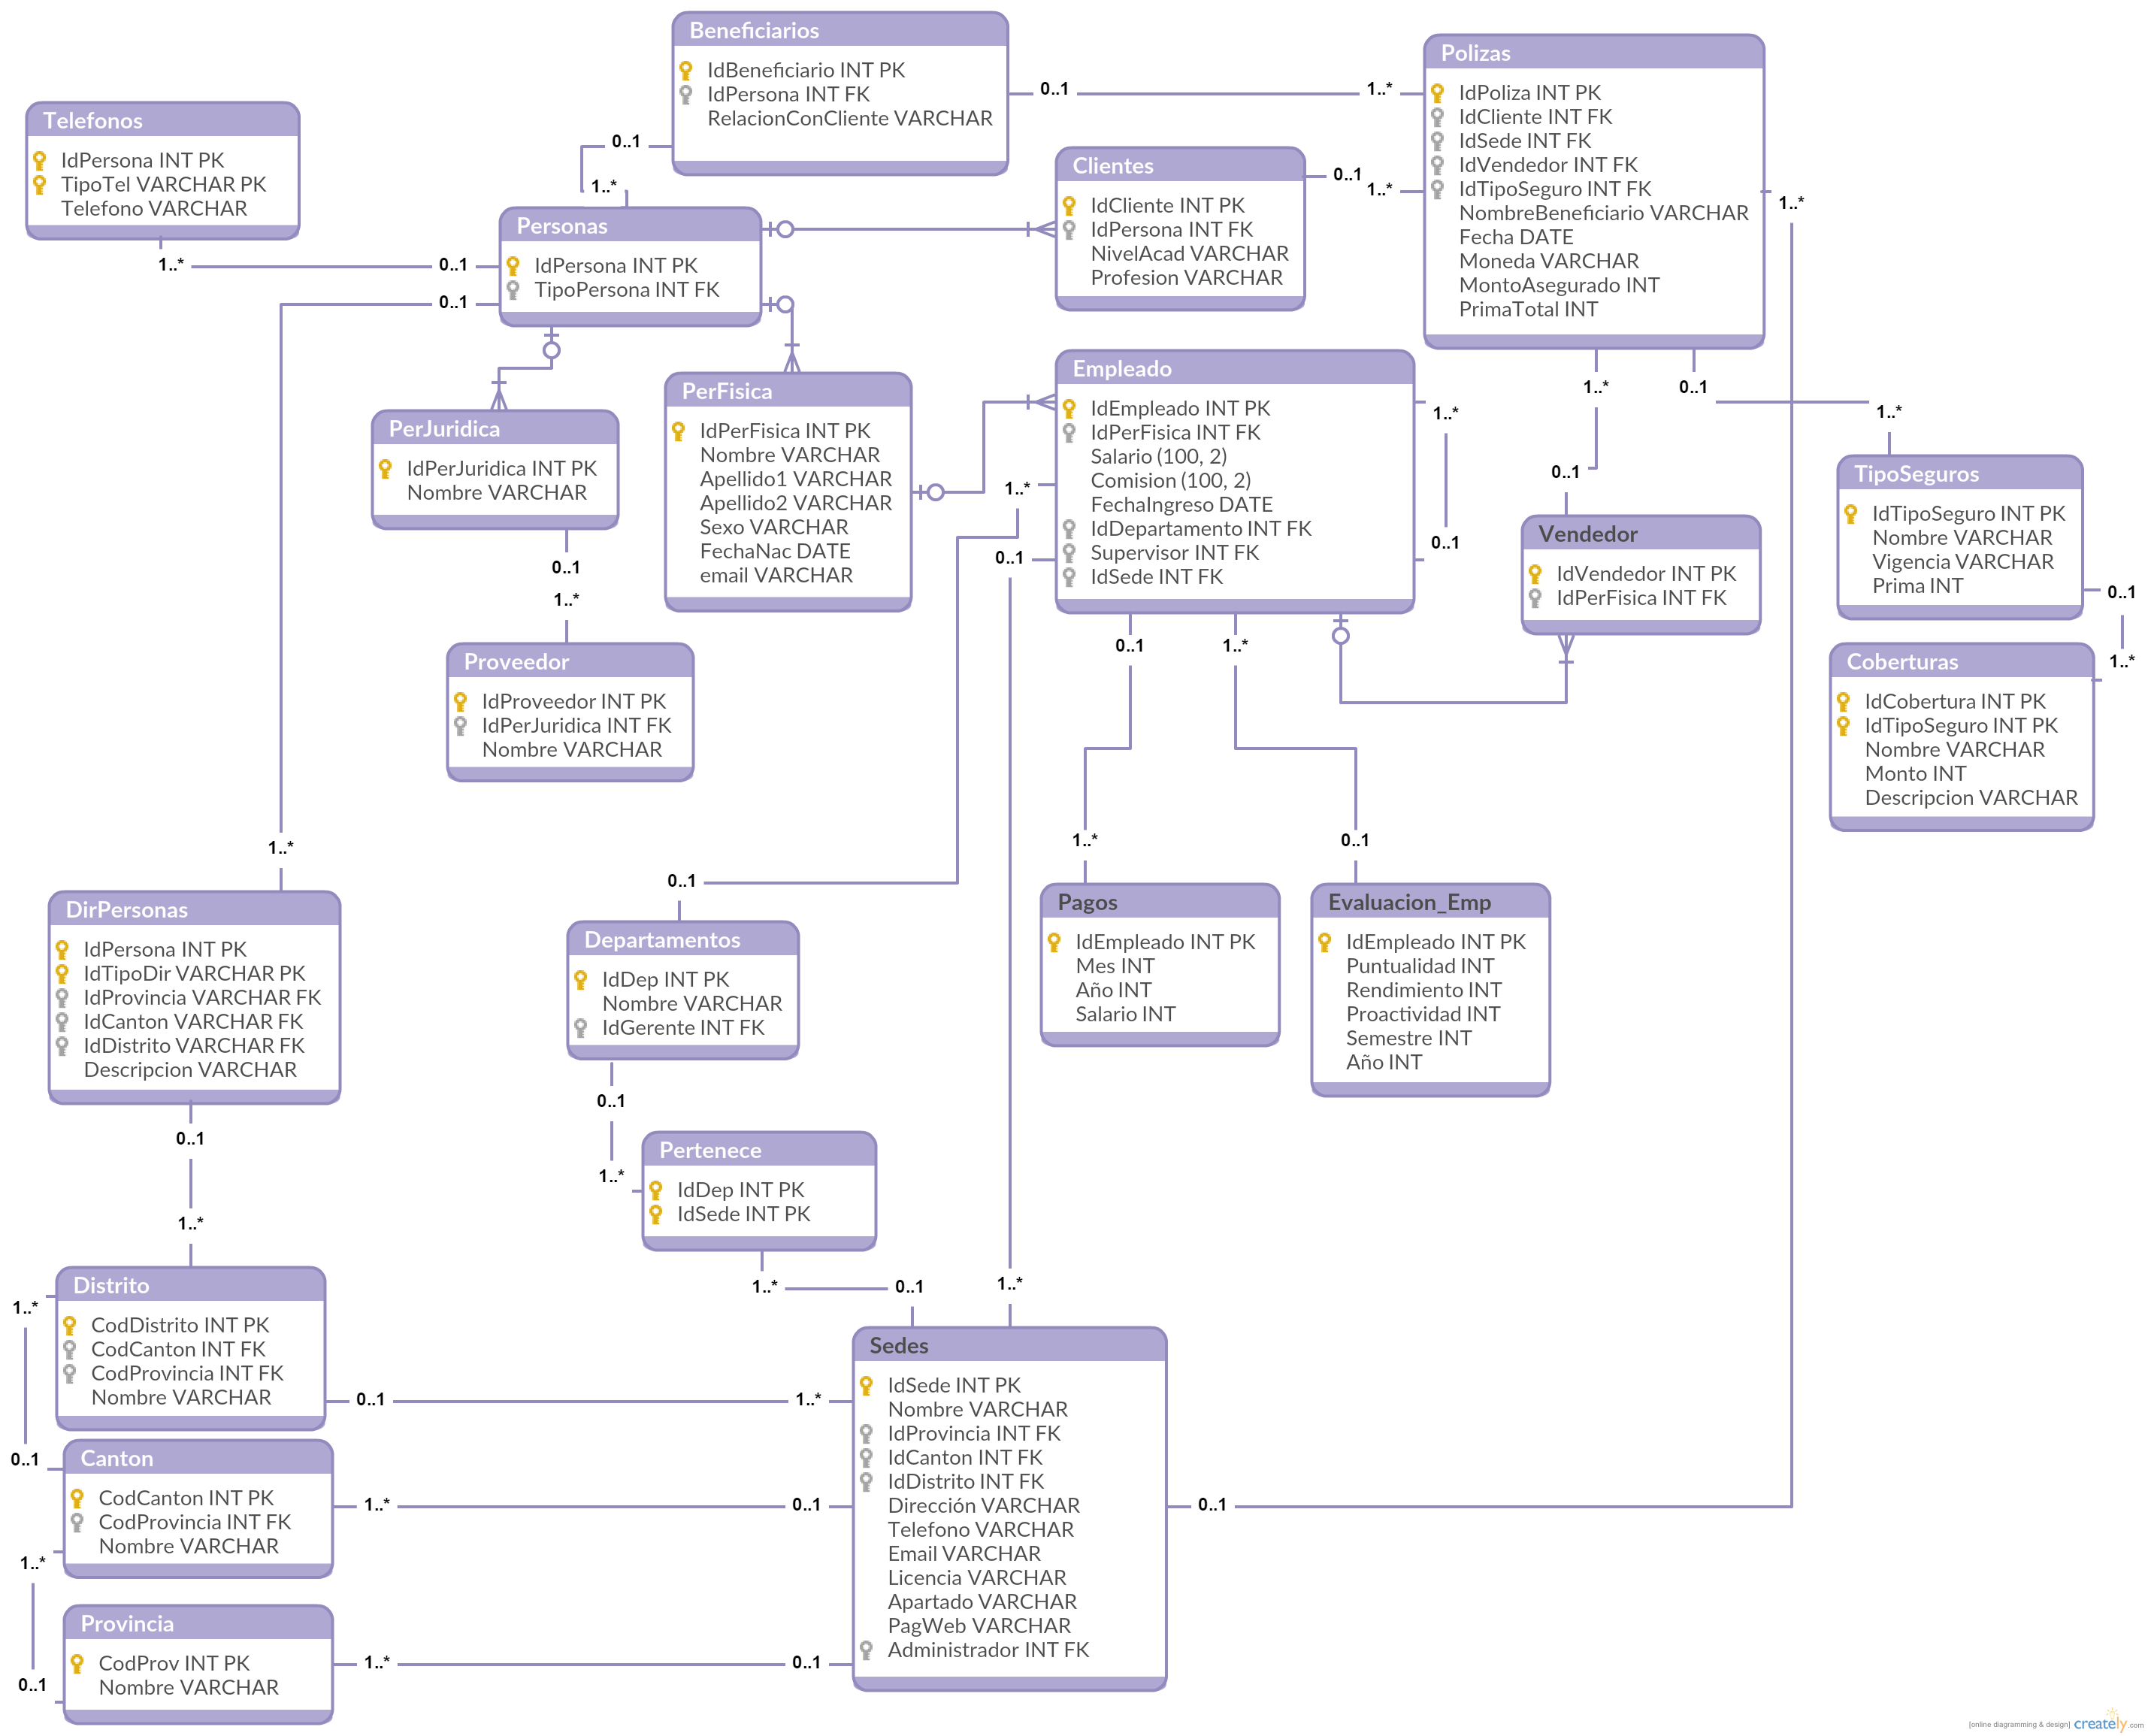 Beneficiarios
IdBeneficiario INT PK
IdPersona INT FK
RelacionConCliente VARCHAR
0..1
1..*
Polizas
IdPoliza INT PK
IdCliente INT FK
IdSede INT FK
IdVendedor INT FK
IdTipoSeguro INT FK
NombreBeneficiario VARCHAR
Fecha DATE
Moneda VARCHAR
MontoAsegurado INT
PrimaTotal INT
1..*
Telefonos
IdPersona INT PK
TipoTel VARCHAR PK
Telefono VARCHAR
1..*
0..1
0..1
0..1
1..*
Personas
IdPersona INT PK
TipoPersona INT FK
Clientes
IdCliente INT PK
IdPersona INT FK
NivelAcad VARCHAR
Profesion VARCHAR
0..1
1..*
PerJuridica
IdPerJuridica INT PK
Nombre VARCHAR
0..1
1..*
PerFisica
IdPerFisica INT PK
Nombre VARCHAR
Apellido1 VARCHAR
Apellido2 VARCHAR
Sexo VARCHAR
FechaNac DATE
email VARCHAR
Empleado
IdEmpleado INT PK
IdPerFisica INT FK
Salario (100, 2)
Comision (100, 2)
FechaIngreso DATE
IdDepartamento INT FK
Supervisor INT FK
IdSede INT FK
1..*
0..1
1..*
0..1
1..*
0..1
0..1
1..*
Vendedor
IdVendedor INT PK
IdPerFisica INT FK
TipoSeguros
IdTipoSeguro INT PK
Nombre VARCHAR
Vigencia VARCHAR
Prima INT
0..1
1..*
Proveedor
IdProveedor INT PK
IdPerJuridica INT FK
Nombre VARCHAR
Coberturas
IdCobertura INT PK
IdTipoSeguro INT PK
Nombre VARCHAR
Monto INT
Descripcion VARCHAR
0..1
1..*
1..*
0..1
1..*
0..1
DirPersonas
IdPersona INT PK
IdTipoDir VARCHAR PK
IdProvincia VARCHAR FK
IdCanton VARCHAR FK
IdDistrito VARCHAR FK
Descripcion VARCHAR
Departamentos
IdDep INT PK
Nombre VARCHAR
IdGerente INT FK
Pagos
IdEmpleado INT PK
Mes INT
Año INT
Salario INT
Evaluacion_Emp
IdEmpleado INT PK
Puntualidad INT
Rendimiento INT
Proactividad INT
Semestre INT
Año INT
0..1
1..*
0..1
1..*
Pertenece
IdDep INT PK
IdSede INT PK
1..*
0..1
1..*
Distrito
CodDistrito INT PK
CodCanton INT FK
CodProvincia INT FK
Nombre VARCHAR
1..*
0..1
0..1
1..*
Canton
CodCanton INT PK
CodProvincia INT FK
Nombre VARCHAR
1..*
0..1
1..*
0..1
Provincia
CodProv INT PK
Nombre VARCHAR
1..*
0..1
Sedes
IdSede INT PK
Nombre VARCHAR
IdProvincia INT FK
IdCanton INT FK
IdDistrito INT FK
Dirección VARCHAR
Telefono VARCHAR
Email VARCHAR
Licencia VARCHAR
Apartado VARCHAR
PagWeb VARCHAR
Administrador INT FK
0..1
[online diagramming & design] creately.com